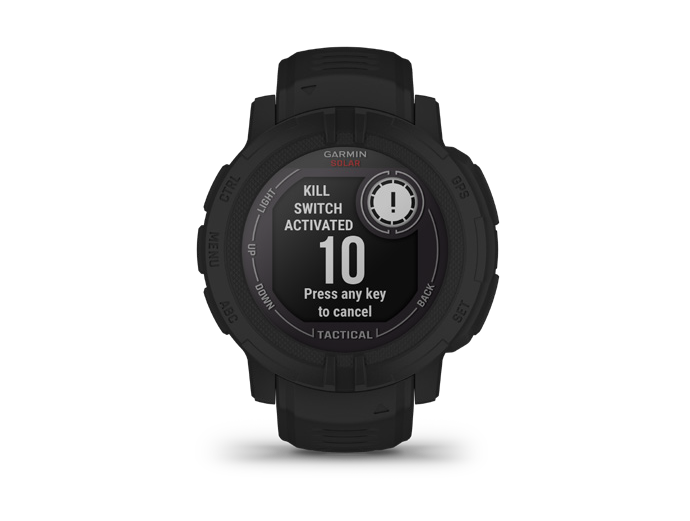 GARMIN
SOLAR
KILL
SWITCH
ACTIVATED
10
Press any key
to cancel
TACTICAL
LIGHT
UP
DOWN
BACK
CTRL
MENU
ABC
GPS
SET